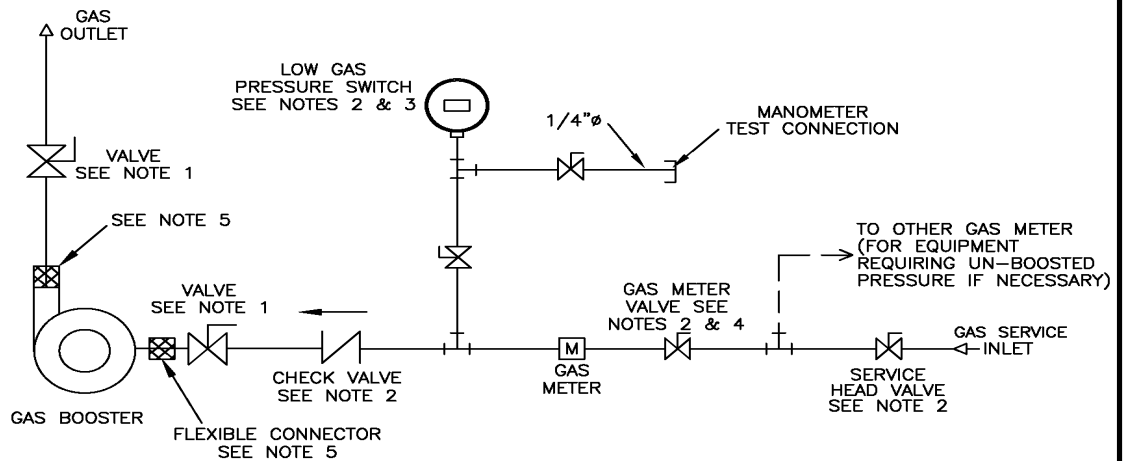 GAS
OUTLET
LOW GAS
PRESSURE SWITCH
SEE NOTES 2 & 3
1/4"ø
MANOMETER
TEST CONNECTION
VALVE
SEE NOTE 1
SEE NOTE 5
TO OTHER GAS METER
(FOR EQUIPMENT
REQUIRING UN-BOOSTED
PRESSURE IF NECESSARY)
VALVE
SEE NOTE 1
GAS METER
VALVE SEE
NOTES 2 & 4
GAS SERVICE
INLET
M
GAS
METER
CHECK VALVE
SEE NOTE 2
SERVICE
HEAD VALVE
SEE NOTE 2
GAS BOOSTER
FLEXIBLE CONNECTOR
SEE NOTE 5